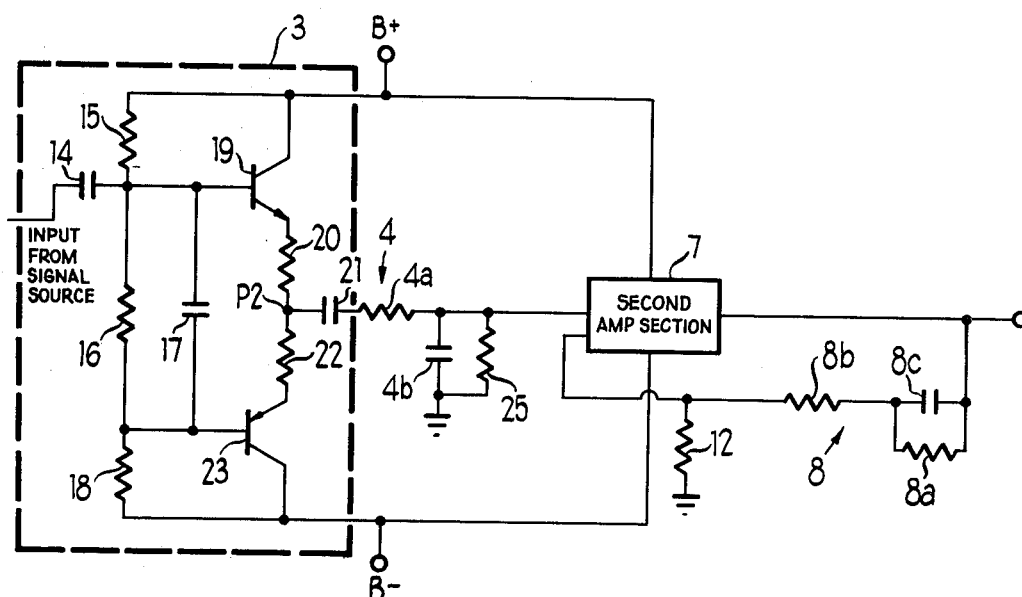 3
B+
15
14
19
INPUT
FROM
SIGNAL
SOURCE
20
4
21
4a
P2
7
SECOND
AMP SECTION
16
17
22
4b
25
8b
8c
12
8
8a
18
23
B-